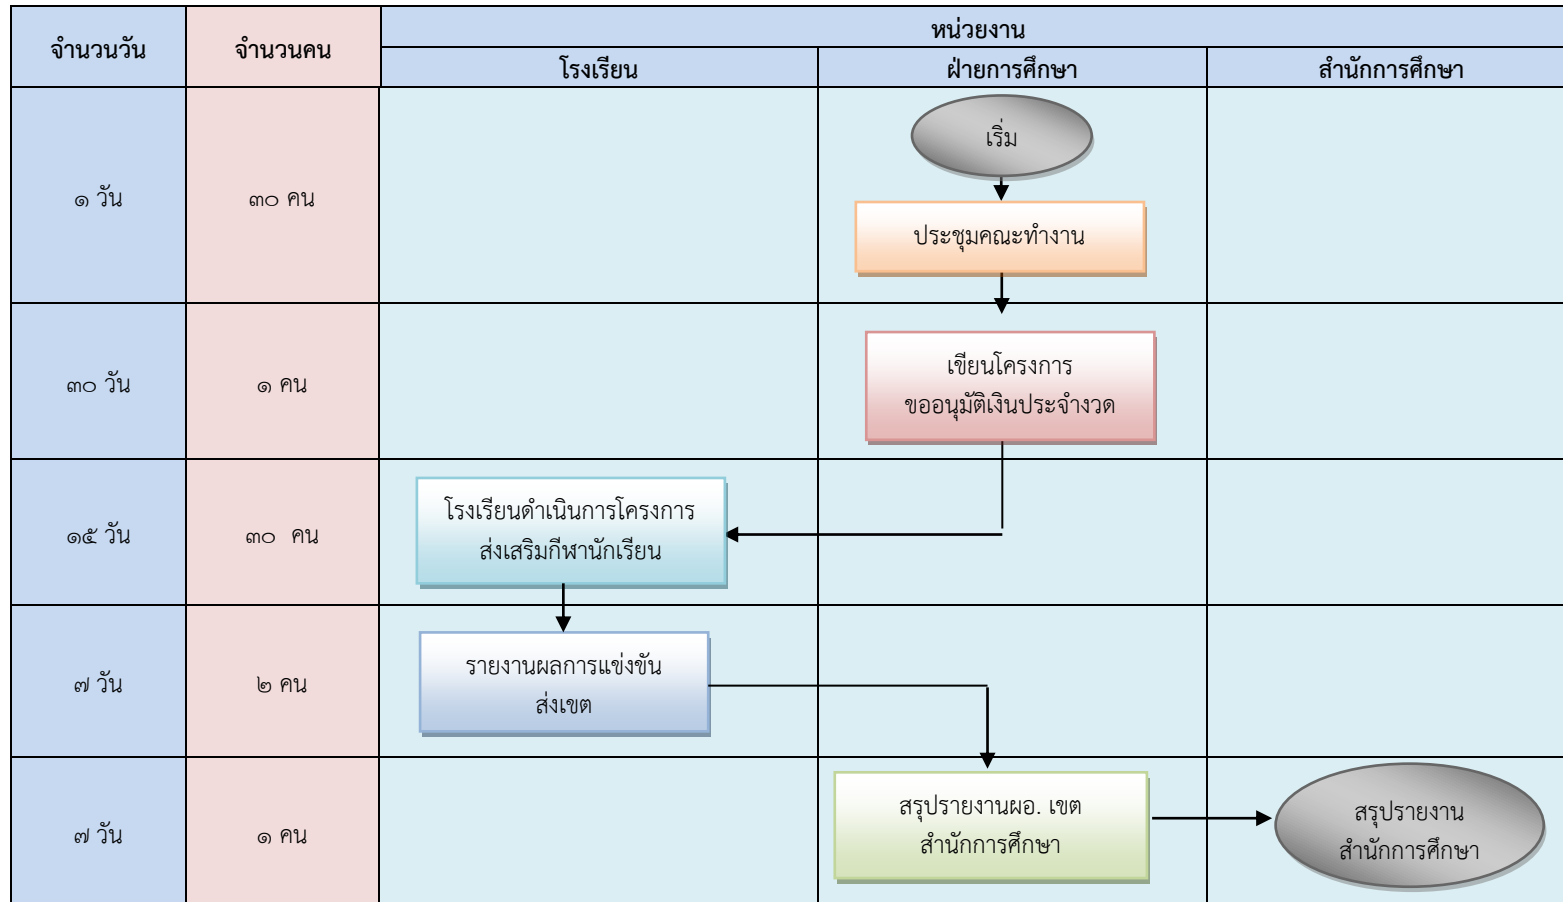 จำนวนวัน
จำนวนคน
หน่วยงาน
โรงเรียน
ฝ่ายการศึกษา
สำนักการศึกษา
๑ วัน
๓๐ คน
เริ่ม
ประชุมคณะทำงาน
๓๐ วัน
๑ คน
เขียนโครงการ
ขออนุมัติเงินประจำงวด
๑๕ วัน
๓๐ คน
โรงเรียนดำเนินการโครงการ
ส่งเสริมกีฬานักเรียน
๗ วัน
๒ คน
รายงานผลการแข่งขัน
ส่งเขต
๗ วัน
๑ คน
สรุปรายงานผอ. เขต
สำนักการศึกษา
สรุปรายงาน
สำนักการศึกษา